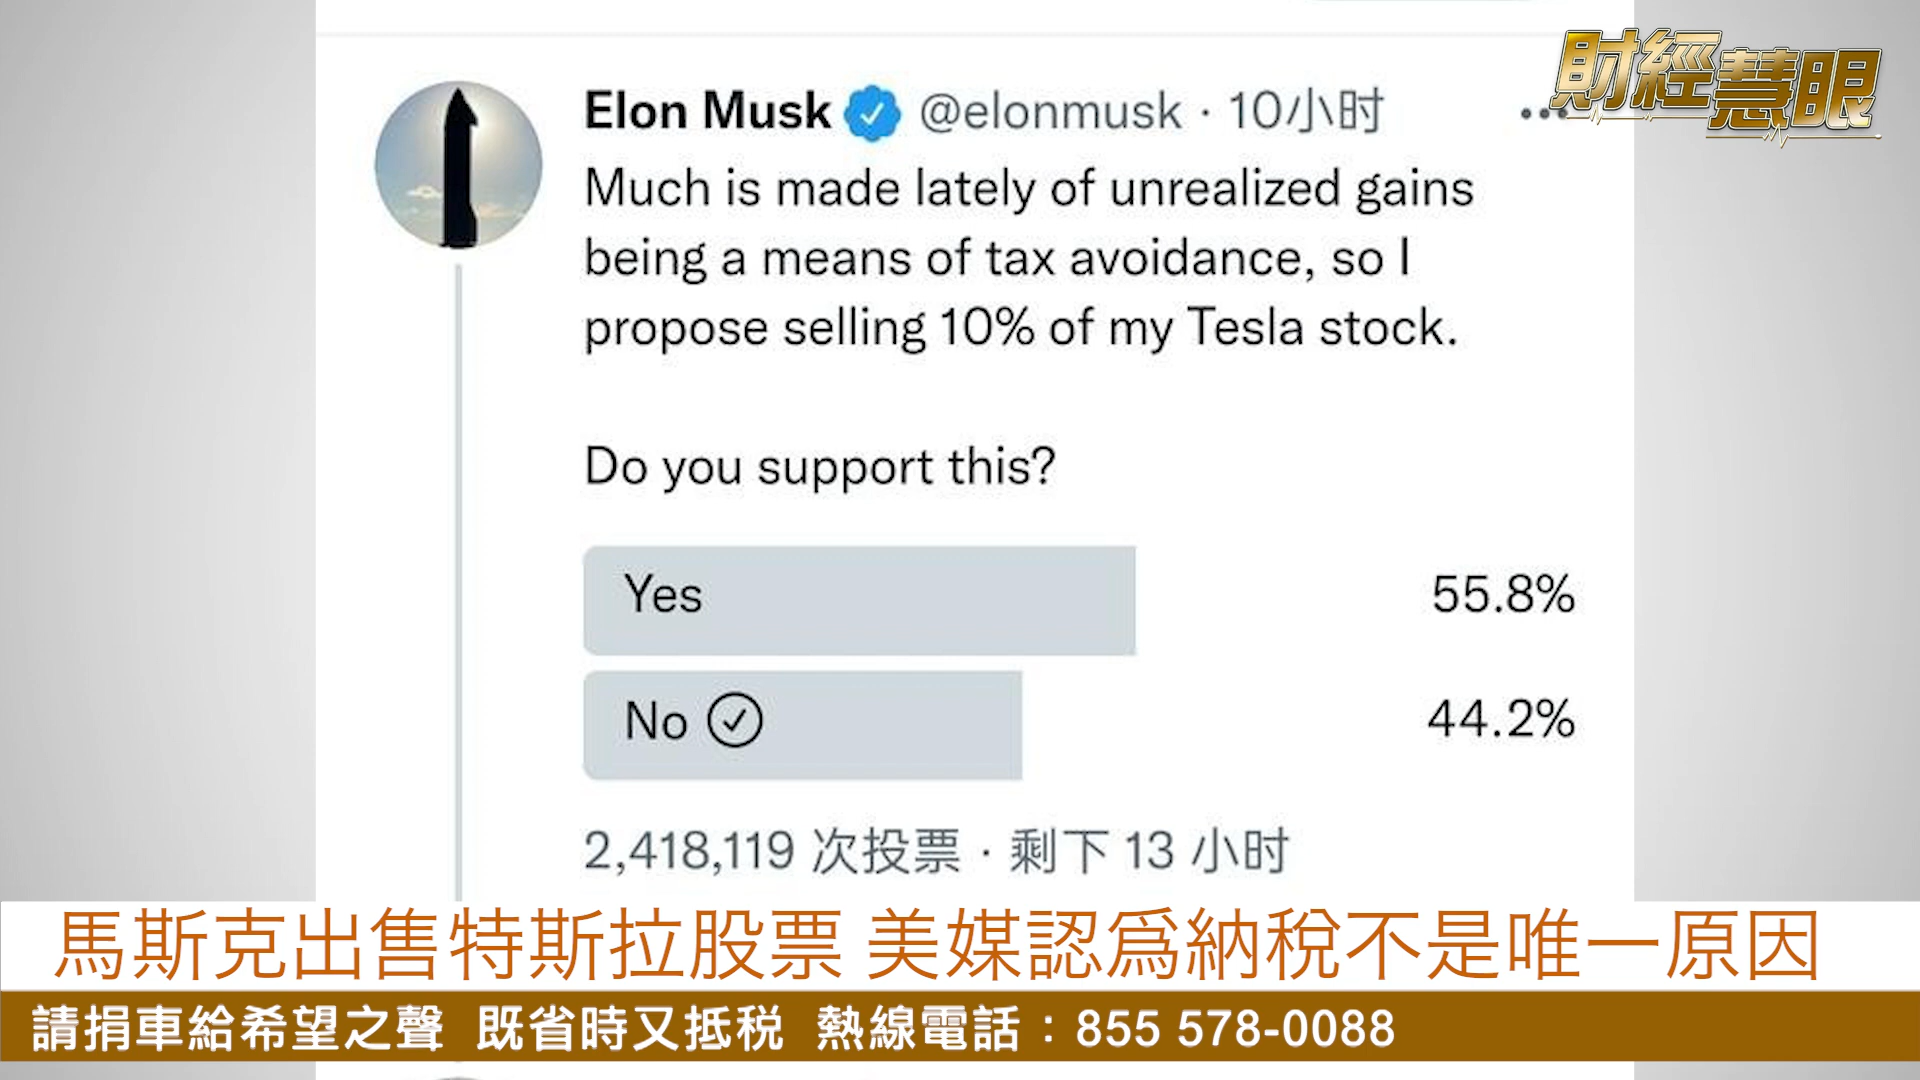 財經慧眼
Elon Musk @elonmusk · 10小时
Much is made lately of unrealized gains
being a means of tax avoidance, so I
propose selling 10% of my Tesla stock.
Do you support this?
Yes 55.8%
No 44.2%
2,418,119 次投票 · 剩下 13 小时
馬斯克出售特斯拉股票 美媒認爲納稅不是唯一原因
請捐車給希望之聲 既省時又抵税 熱線電話：855 578-0088